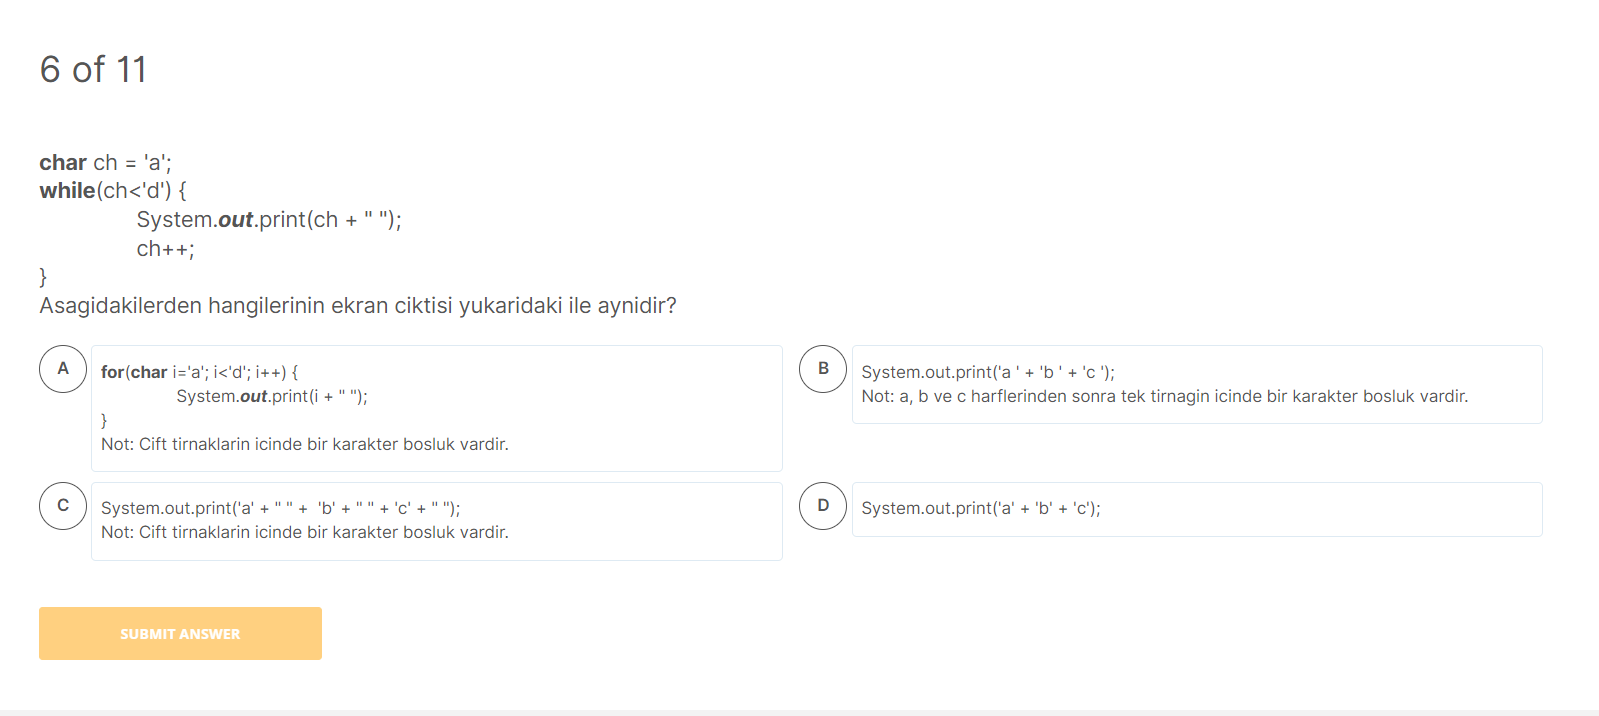 6 of 11
char ch = 'a';
while(ch<'d') {
System.out.print(ch + " ");
ch++;
}
Asagidakilerden hangilerinin ekran ciktisi yukaridaki ile aynidir?
A
for(char i='a'; i<'d'; i++) {
System.out.print(i + " ");
}
Not: Cift tirnaklarin icinde bir karakter bosluk vardir.
B
System.out.print('a ' + 'b ' + 'c ');
Not: a, b ve c harflerinden sonra tek tirnagin icinde bir karakter bosluk vardir.
C
System.out.print('a' + " " +  'b' + " " + 'c' + " ");
Not: Cift tirnaklarin icinde bir karakter bosluk vardir.
D
System.out.print('a' + 'b' + 'c');
SUBMIT ANSWER